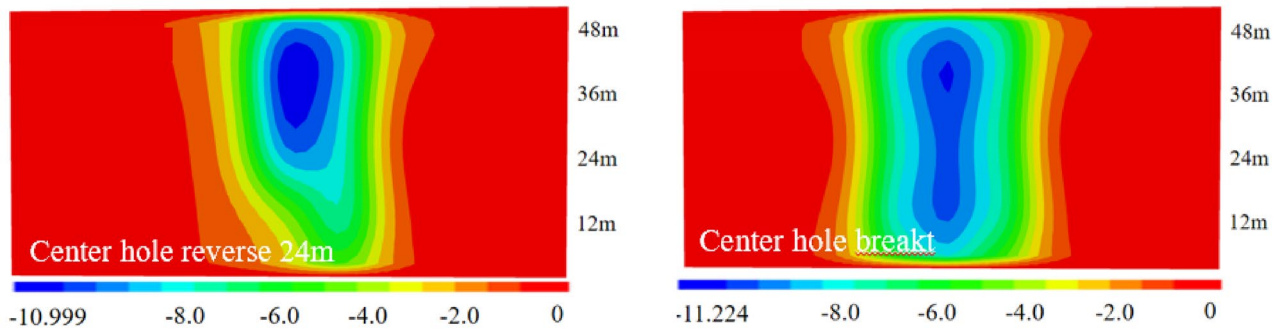 48m
36m
24m
12m
Center hole reverse 24m
-10.999 -8.0 -6.0 -4.0 -2.0 0
48m
36m
24m
12m
Center hole breakt
-11.224 -8.0 -6.0 -4.0 -2.0 0